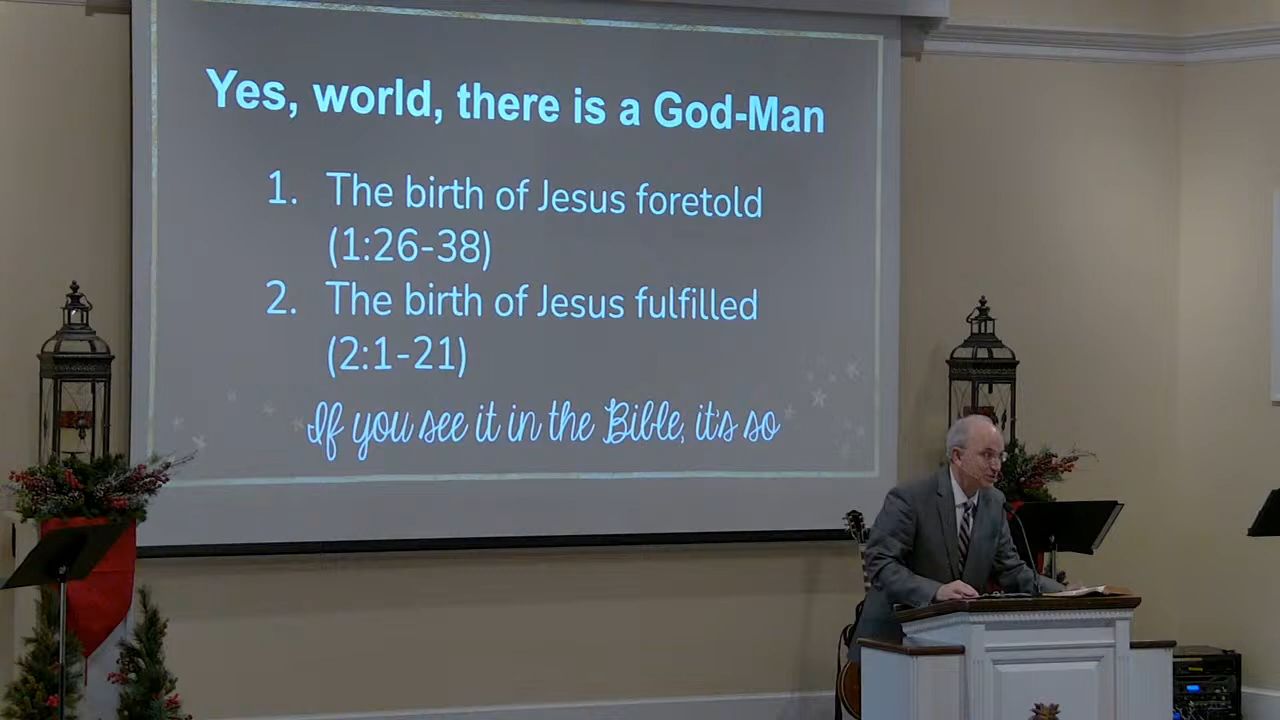 Yes, world, there is a God-Man
1. The birth of Jesus foretold
(1:26-38)
2. The birth of Jesus fulfilled
(2:1-21)
If you see it in the Bible, it's so